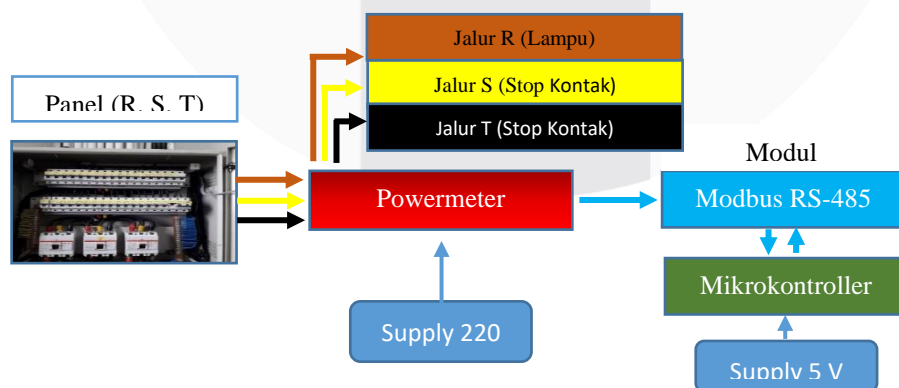 Jalur R (Lampu)
Panel (R, S, T)
Jalur S (Stop Kontak)
Jalur T (Stop Kontak)
Modul
Powermeter
Modbus RS-485
Mikrokontroller
Supply 220
Supply 5 V